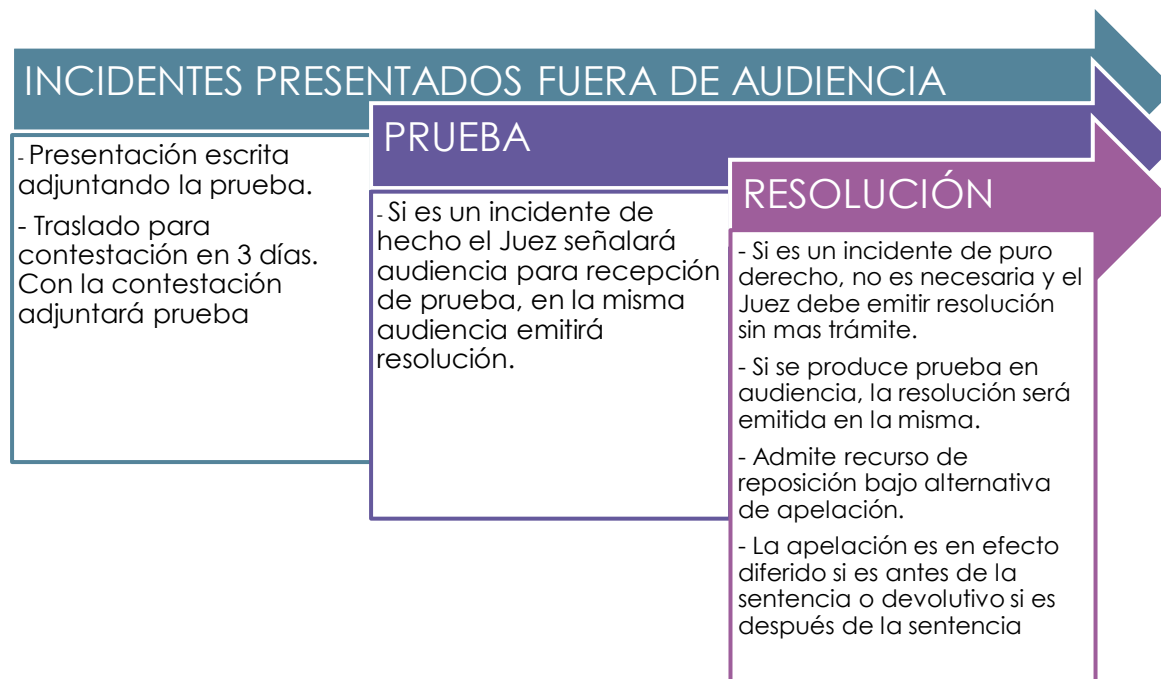 INCIDENTES PRESENTADOS FUERA DE AUDIENCIA
- Presentación escrita
adjuntando la prueba.
- Traslado para
contestación en 3 días.
Con la contestación
adjuntará prueba
PRUEBA
- Si es un incidente de
hecho el Juez señalará
audiencia para recepción
de prueba, en la misma
audiencia emitirá
resolución.
RESOLUCIÓN
- Si es un incidente de puro
derecho, no es necesaria y el
Juez debe emitir resolución
sin mas trámite.
- Si se produce prueba en
audiencia, la resolución será
emitida en la misma.
- Admite recurso de
reposición bajo alternativa
de apelación.
- La apelación es en efecto
diferido si es antes de la
sentencia o devolutivo si es
después de la sentencia